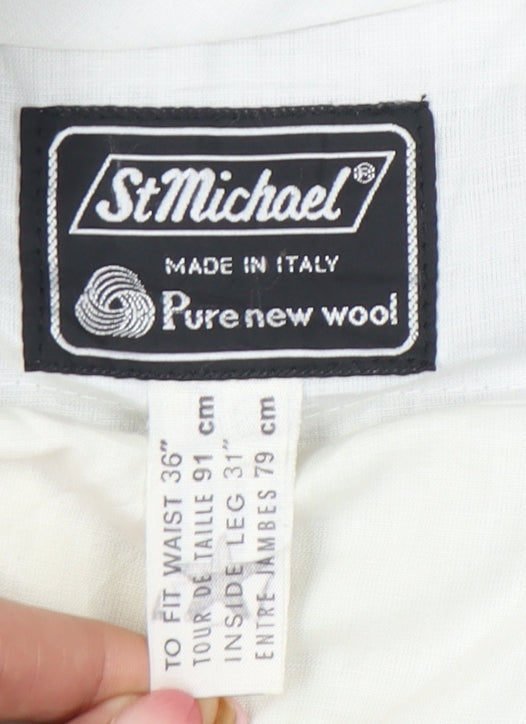 St Michael®
MADE IN ITALY
Pure new wool
TO FIT WAIST 36"
TOUR DE TAILLE 91 cm
INSIDE LEG 31"
ENTRE JAMBES 79 cm